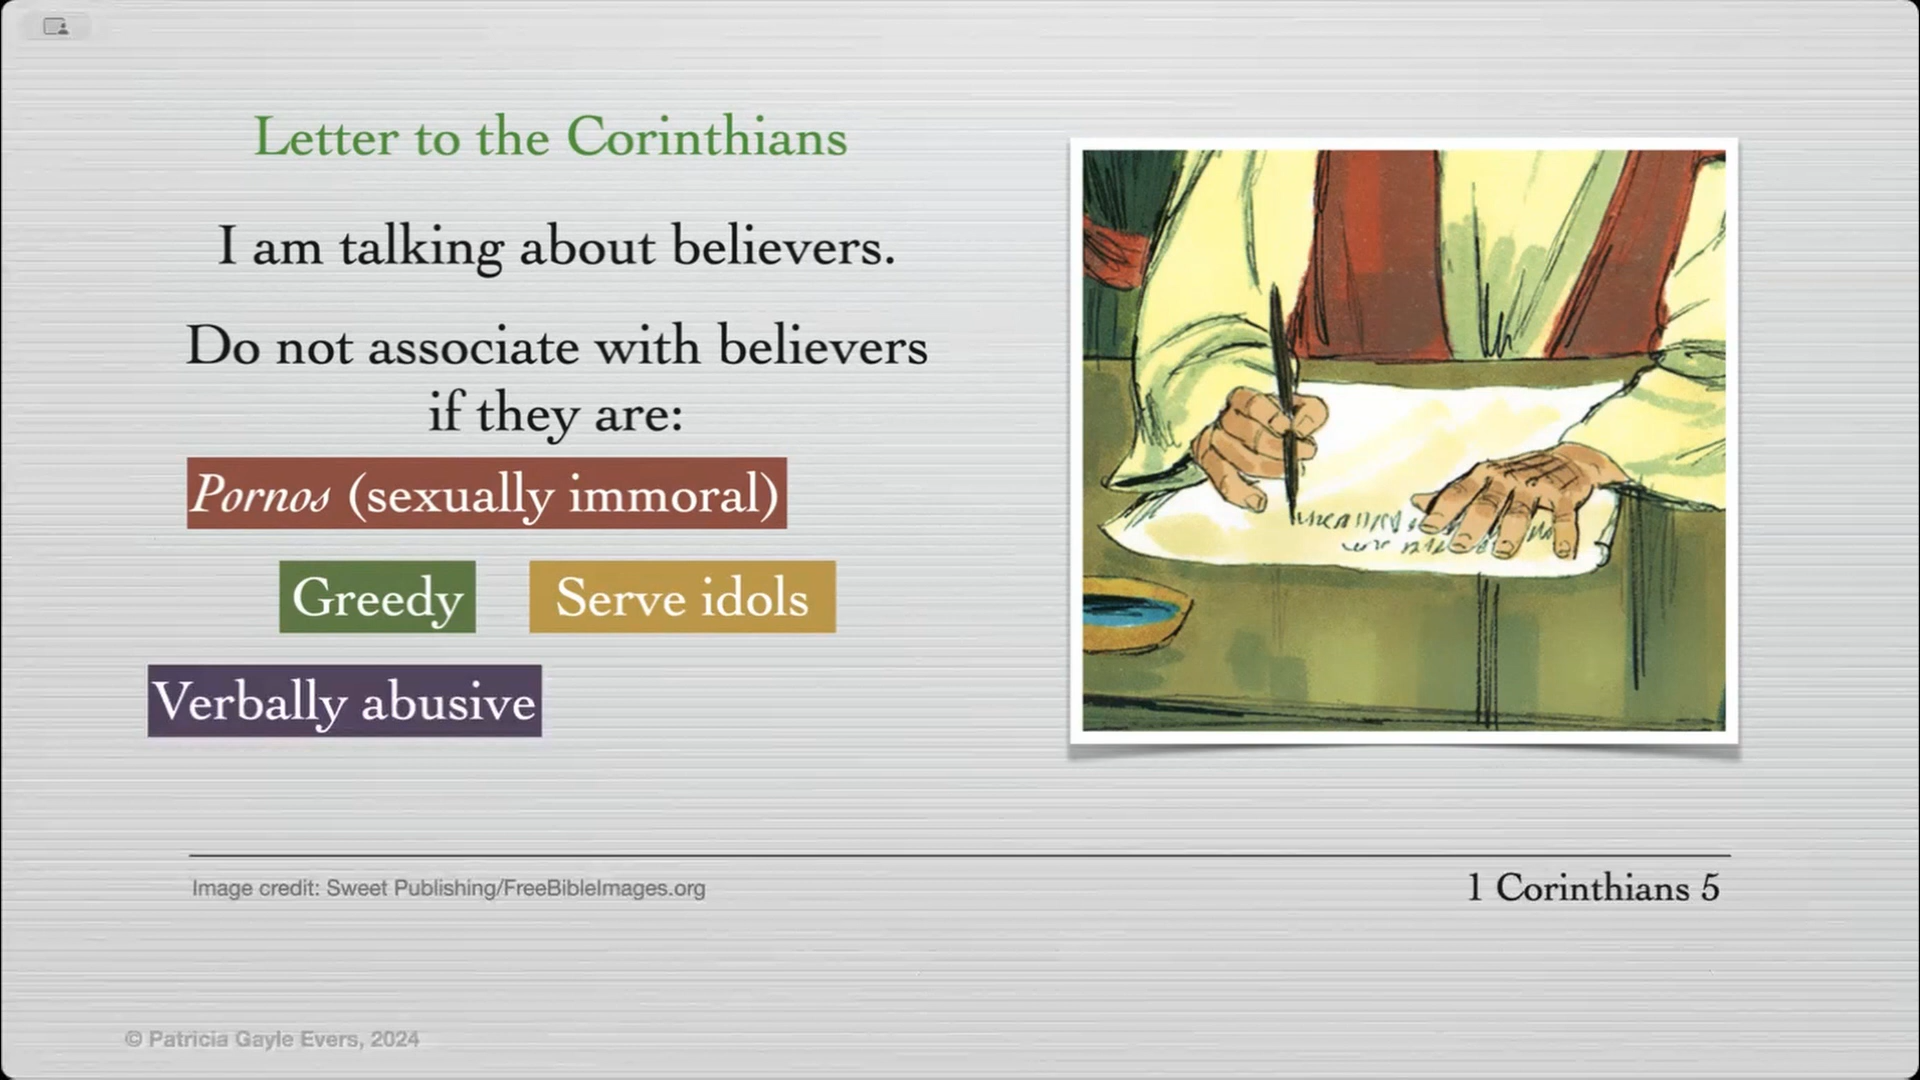 Letter to the Corinthians
I am talking about believers.
Do not associate with believers
if they are:
Pornos (sexually immoral)
Greedy Serve idols
Verbally abusive
Image credit: Sweet Publishing/FreeBibleImages.org
1 Corinthians 5
© Patricia Gayle Evers, 2024